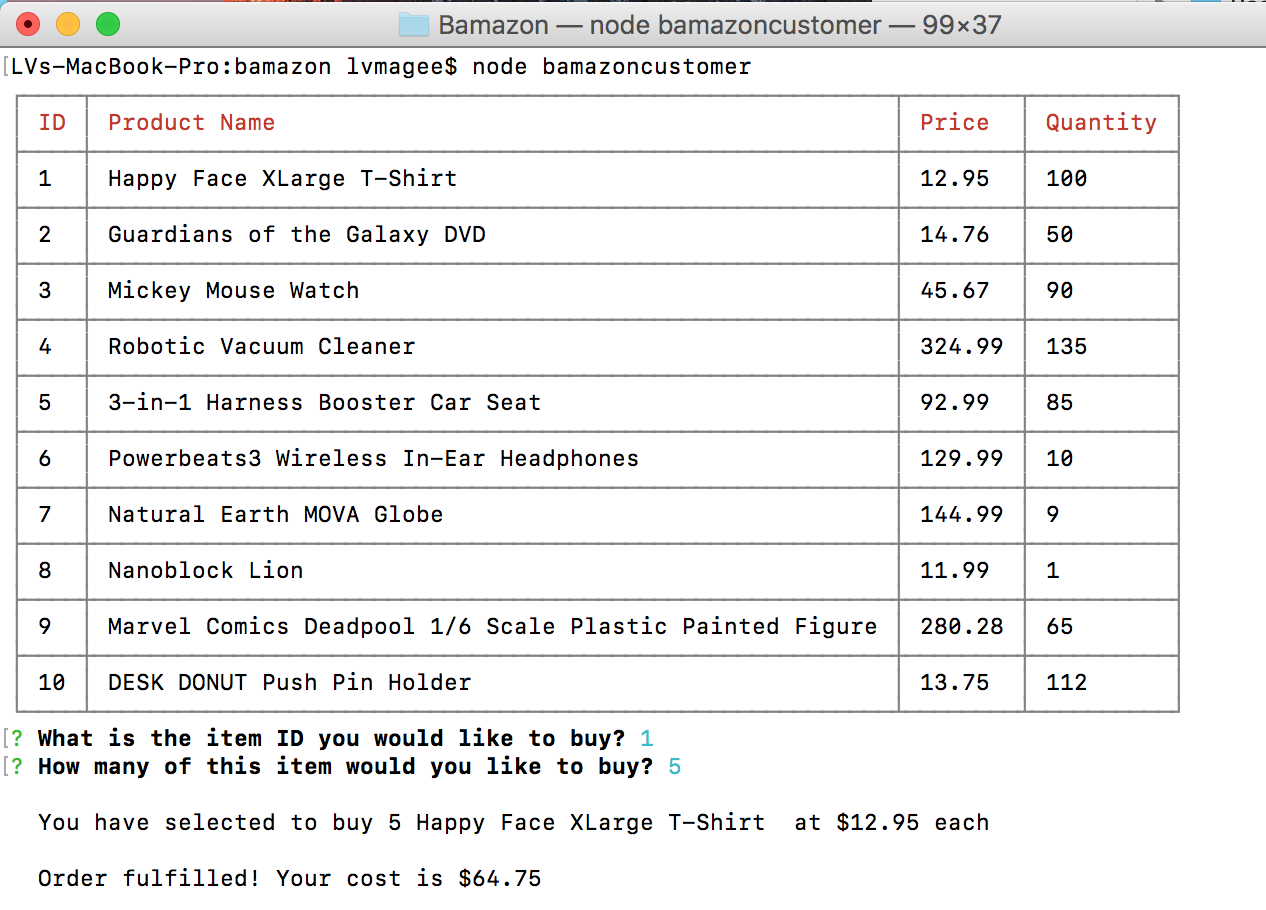 Bamazon — node bamazoncustomer — 99×37
[LVs-MacBook-Pro:bamazon lvmagee$ node bamazoncustomer
ID Product Name Price Quantity
1 Happy Face XLarge T-Shirt 12.95 100
2 Guardians of the Galaxy DVD 14.76 50
3 Mickey Mouse Watch 45.67 90
4 Robotic Vacuum Cleaner 324.99 135
5 3-in-1 Harness Booster Car Seat 92.99 85
6 Powerbeats3 Wireless In-Ear Headphones 129.99 10
7 Natural Earth MOVA Globe 144.99 9
8 Nanoblock Lion 11.99 1
9 Marvel Comics Deadpool 1/6 Scale Plastic Painted Figure 280.28 65
10 DESK DONUT Push Pin Holder 13.75 112
[? What is the item ID you would like to buy? 1
[? How many of this item would you like to buy? 5
You have selected to buy 5 Happy Face XLarge T-Shirt  at $12.95 each
Order fulfilled! Your cost is $64.75